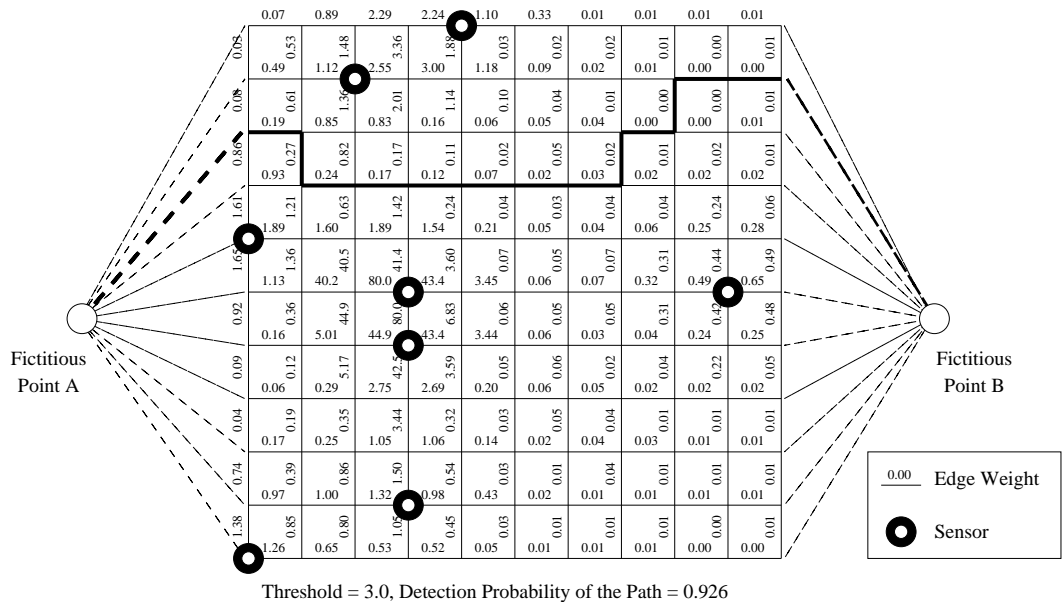 0.07 0.89 2.29 2.24 1.10 0.33 0.01 0.01 0.01 0.01
0.03 0.53 1.48 3.36 1.88 0.03 0.02 0.02 0.01 0.00 0.01
0.49 1.12 2.55 3.00 1.18 0.09 0.02 0.01 0.00 0.00
0.08 0.61 1.36 2.01 1.14 0.10 0.04 0.01 0.00 0.00 0.01
0.19 0.85 0.83 0.16 0.06 0.05 0.04 0.00 0.00 0.01
0.86 0.27 0.82 0.17 0.11 0.02 0.05 0.02 0.01 0.02 0.01
0.93 0.24 0.17 0.12 0.07 0.02 0.03 0.02 0.02 0.02
1.61 1.21 0.63 1.42 0.24 0.04 0.03 0.04 0.04 0.24 0.06
1.89 1.60 1.89 1.54 0.21 0.05 0.04 0.06 0.25 0.28
1.65 1.36 40.5 41.4 3.60 0.07 0.05 0.07 0.31 0.44 0.49
1.13 40.2 80.0 43.4 3.45 0.06 0.07 0.32 0.49 0.65
0.92 0.36 44.9 80.0 6.83 0.06 0.05 0.05 0.31 0.42 0.48
0.16 5.01 44.9 43.4 3.44 0.06 0.03 0.04 0.24 0.25
0.09 0.12 5.17 42.5 3.59 0.05 0.06 0.02 0.04 0.22 0.05
0.06 0.29 2.75 2.69 0.20 0.06 0.05 0.02 0.02 0.02
0.04 0.19 0.35 3.44 0.32 0.03 0.05 0.04 0.01 0.01 0.01
0.17 0.25 1.05 1.06 0.14 0.02 0.04 0.03 0.01 0.01
0.74 0.39 0.86 1.50 0.54 0.03 0.01 0.04 0.01 0.01 0.01
0.97 1.00 1.32 0.98 0.43 0.02 0.01 0.01 0.01 0.01
1.38 0.85 0.80 1.05 0.45 0.03 0.01 0.01 0.01 0.00 0.01
1.26 0.65 0.53 0.52 0.05 0.01 0.01 0.01 0.00 0.00
Fictitious
Point A
Fictitious
Point B
0.00 Edge Weight
Sensor
Threshold = 3.0, Detection Probability of the Path = 0.926